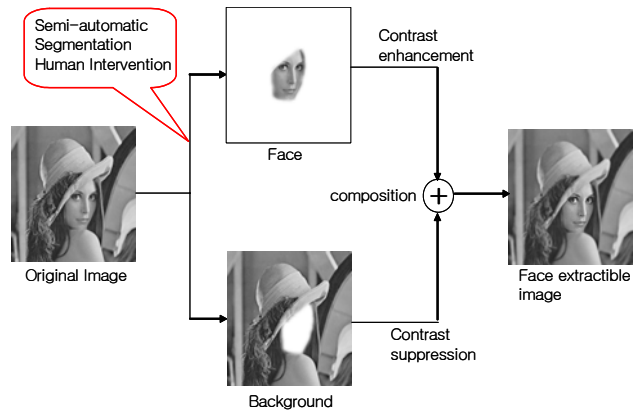 Semi-automatic
Segmentation
Human Intervention
Contrast
enhancement
Face
composition
+
Original Image
Face extractible
image
Contrast
suppression
Background